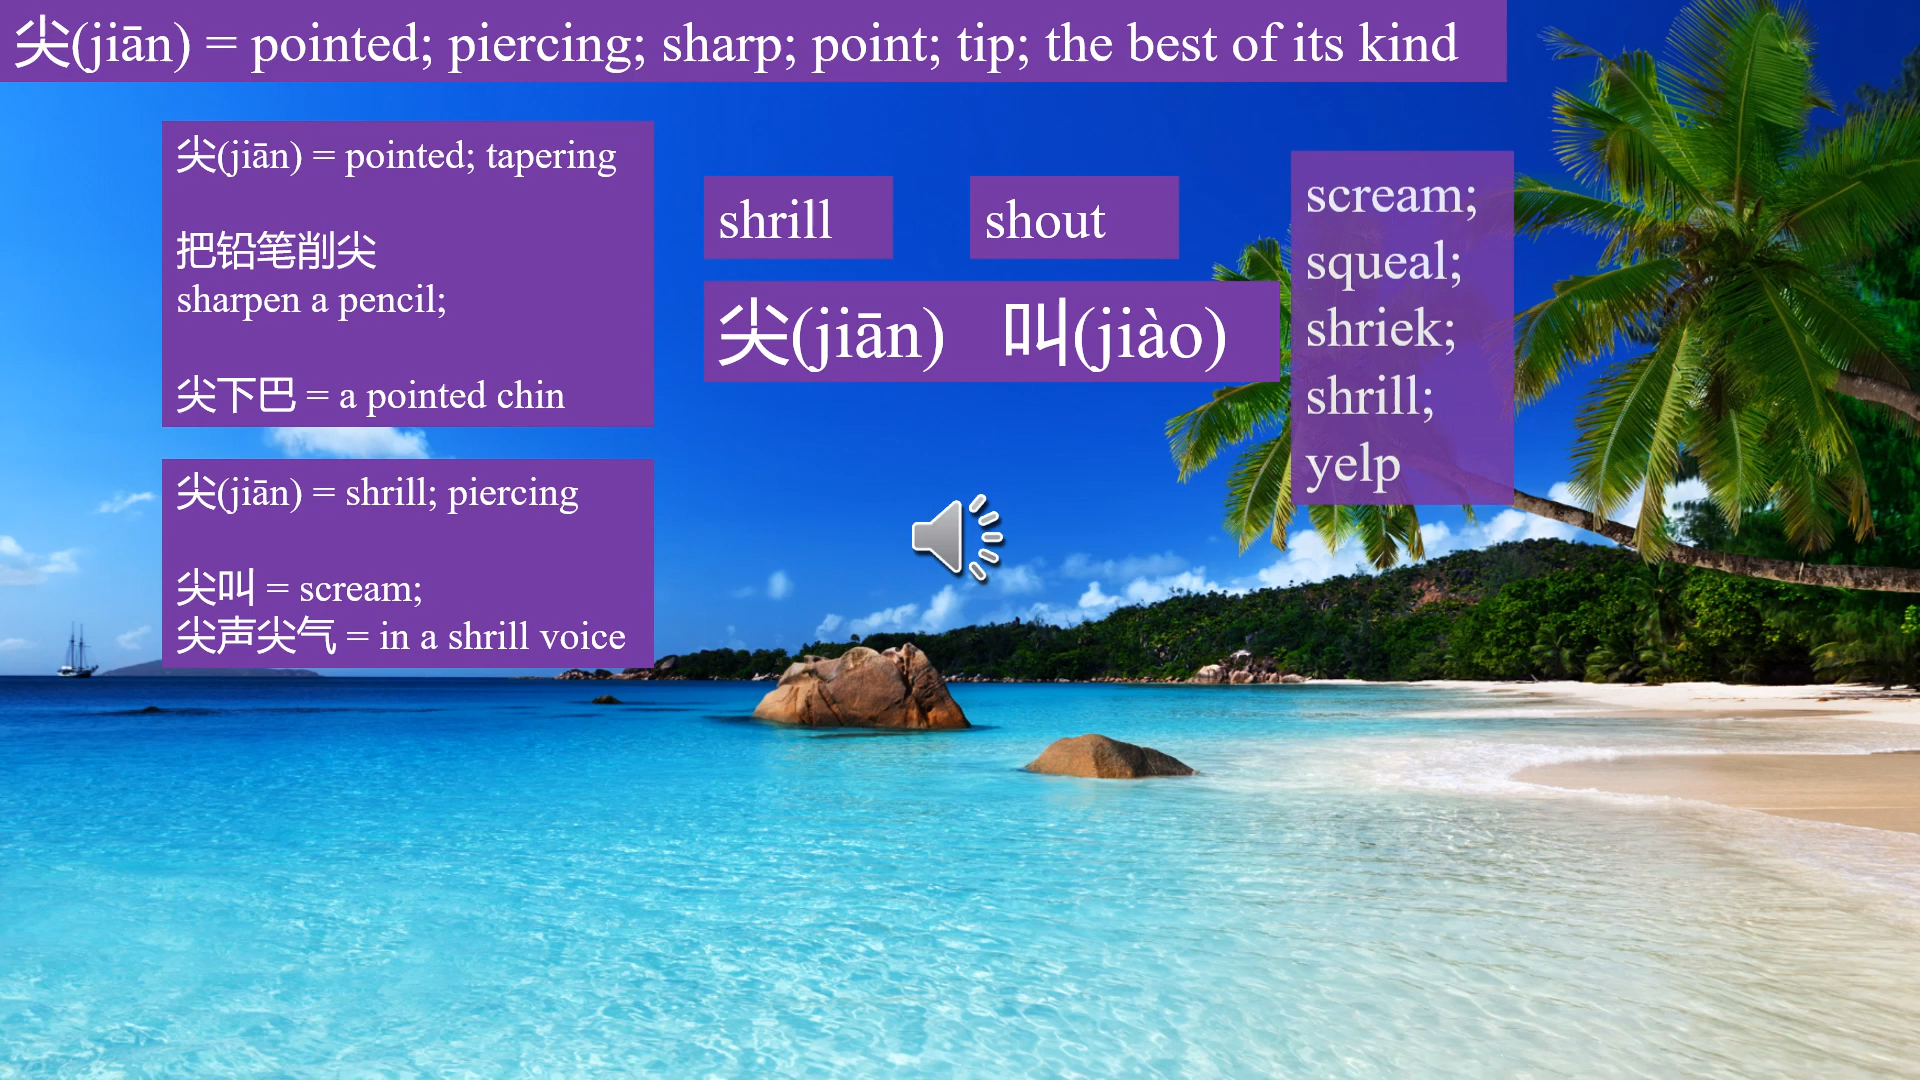 尖(jiān) = pointed; piercing; sharp; point; tip; the best of its kind
尖(jiān) = pointed; tapering
把铅笔削尖
sharpen a pencil;
尖下巴 = a pointed chin
尖(jiān) = shrill; piercing
尖叫 = scream;
尖声尖气 = in a shrill voice
shrill
shout
尖(jiān) 叫(jiào)
scream;
squeal;
shriek;
shrill;
yelp